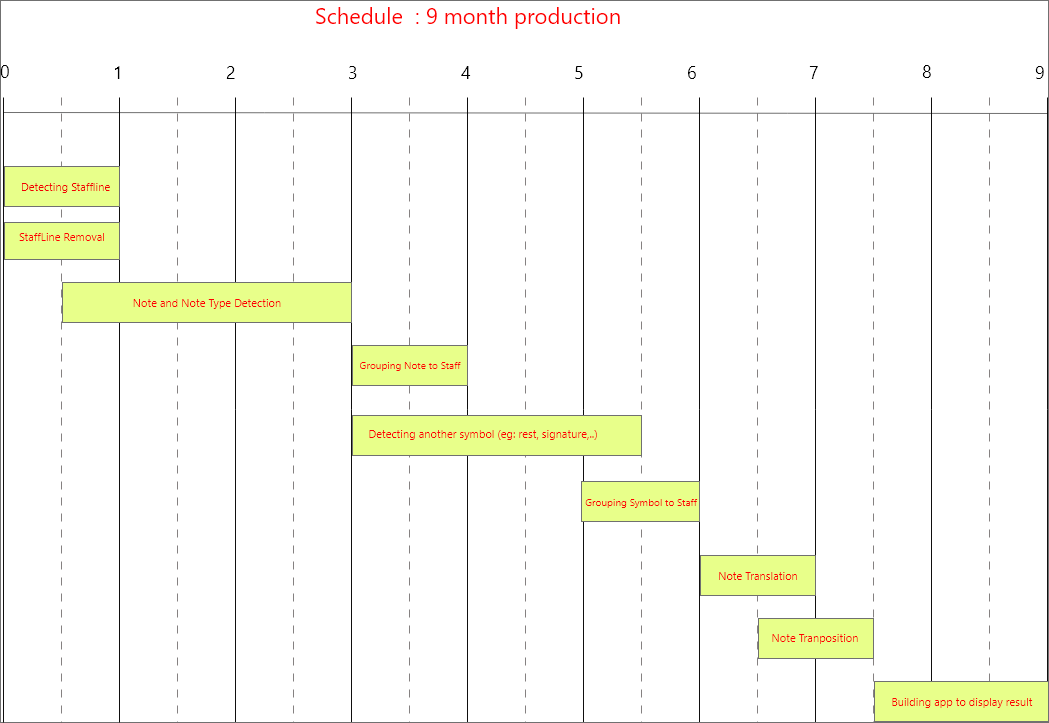 Schedule : 9 month production
0 1 2 3 4 5 6 7 8 9
Detecting Staffline
StaffLine Removal
Note and Note Type Detection
Grouping Note to Staff
Detecting another symbol (eg: rest, signature,..)
Grouping Symbol to Staff
Note Translation
Note Tranposition
Building app to display result